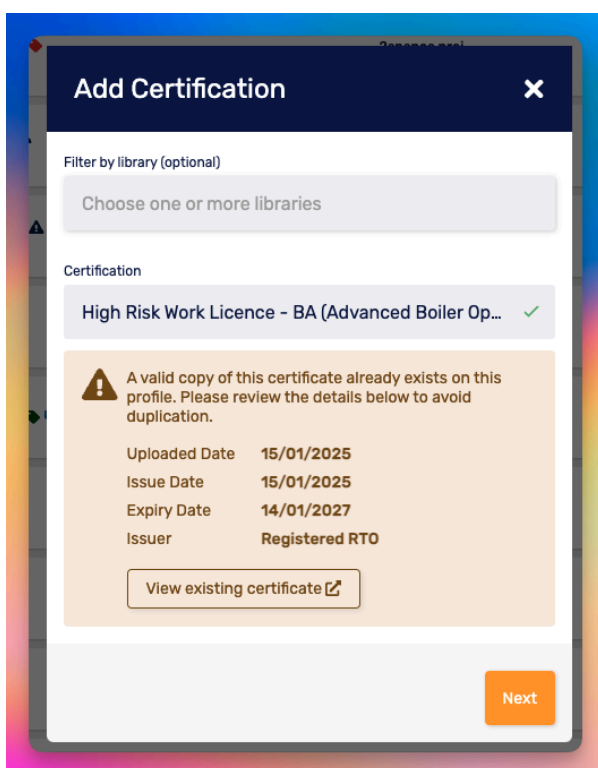 Add Certification
Filter by library (optional)
Choose one or more libraries
Certification
High Risk Work Licence - BA (Advanced Boiler Op...
A valid copy of this certificate already exists on this
profile. Please review the details below to avoid
duplication.
Uploaded Date 15/01/2025
Issue Date 15/01/2025
Expiry Date 14/01/2027
Issuer Registered RTO
View existing certificate
Next